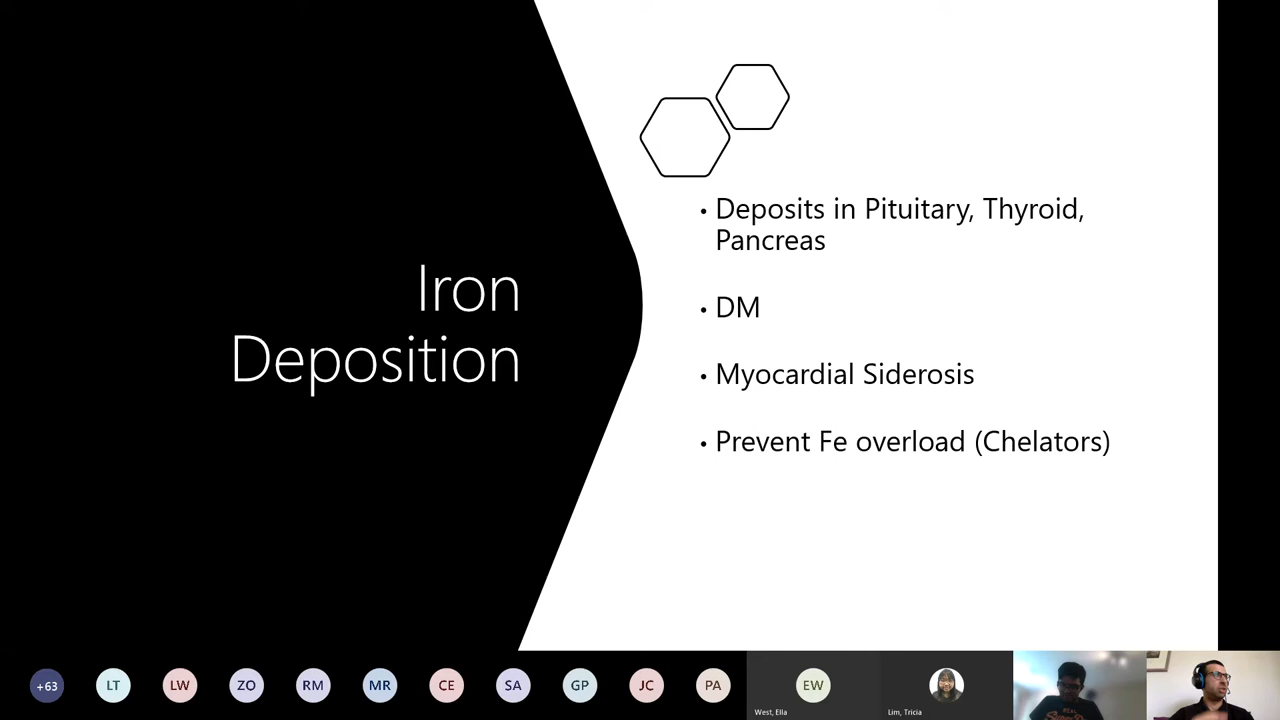 Iron
Deposition
• Deposits in Pituitary, Thyroid,
Pancreas
• DM
• Myocardial Siderosis
• Prevent Fe overload (Chelators)
+63
LT
LW
ZO
RM
MR
CE
SA
GP
JC
PA
EW
West, Ella
Lim, Tricia